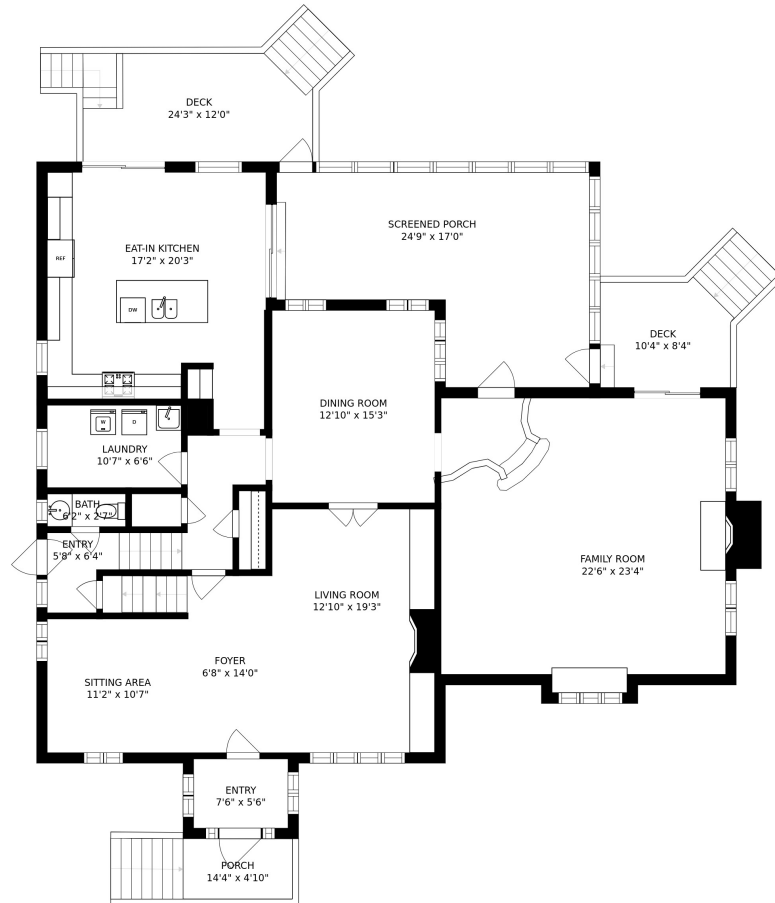 DECK
24'3" x 12'0"
SCREENED PORCH
24'9" x 17'0"
EAT-IN KITCHEN
17'2" x 20'3"
REF
DW
DECK
10'4" x 8'4"
DINING ROOM
12'10" x 15'3"
W
D
LAUNDRY
10'7" x 6'6"
BATH
6'2" x 2'7"
ENTRY
5'8" x 6'4"
FAMILY ROOM
22'6" x 23'4"
LIVING ROOM
12'10" x 19'3"
FOYER
6'8" x 14'0"
SITTING AREA
11'2" x 10'7"
ENTRY
7'6" x 5'6"
PORCH
14'4" x 4'10"